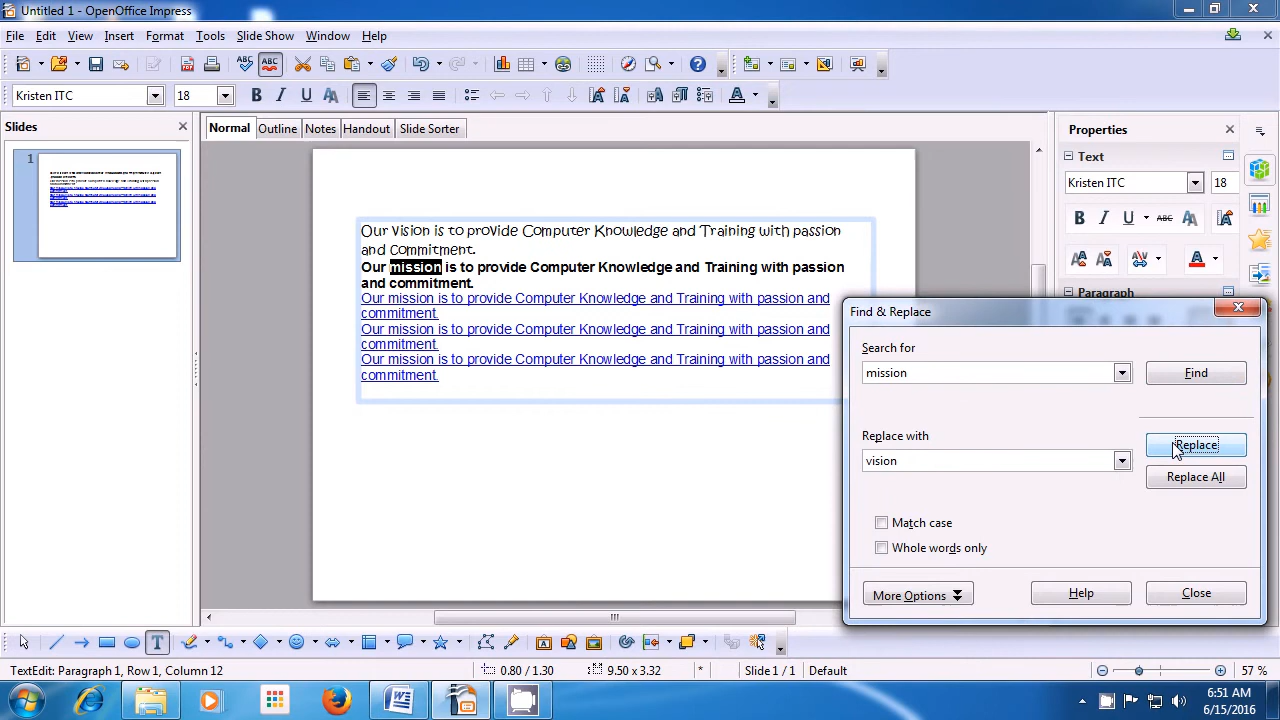 Untitled 1 - OpenOffice Impress
File Edit View Insert Format Tools Slide Show Window Help
Kristen ITC 18
Slides
Normal Outline Notes Handout Slide Sorter
Properties
1
Text
Kristen ITC 18
Our vision is to provide Computer Knowledge and Training with passion
and commitment.
Our mission is to provide Computer Knowledge and Training with passion
and commitment.
Our mission is to provide Computer Knowledge and Training with passion and
commitment.
Our mission is to provide Computer Knowledge and Training with passion and
commitment.
Our mission is to provide Computer Knowledge and Training with passion and
commitment.
Paragraph
Find & Replace
Search for
mission Find
Replace with
Replace
vision
Replace All
Match case
Whole words only
More Options Help Close
TextEdit: Paragraph 1, Row 1, Column 12 0.80 / 1.30 9.50 x 3.32 * Slide 1 / 1 Default 57 %
6:51 AM
6/15/2016